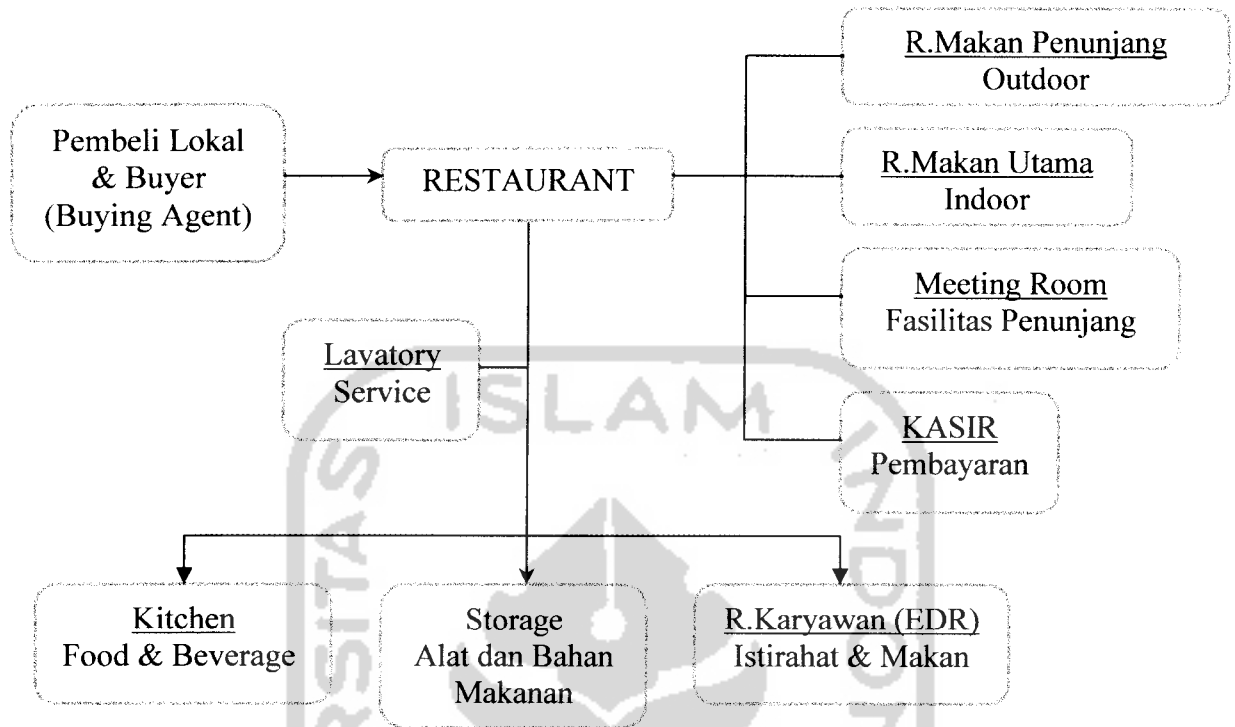 R.Makan Penunjang
Outdoor
Pembeli Lokal
& Buyer
(Buying Agent)
RESTAURANT
R.Makan Utama
Indoor
Meeting Room
Fasilitas Penunjang
Lavatory
Service
KASIR
Pembayaran
Kitchen
Food & Beverage
Storage
Alat dan Bahan
Makanan
R.Karyawan (EDR)
Istirahat & Makan
ISLAM